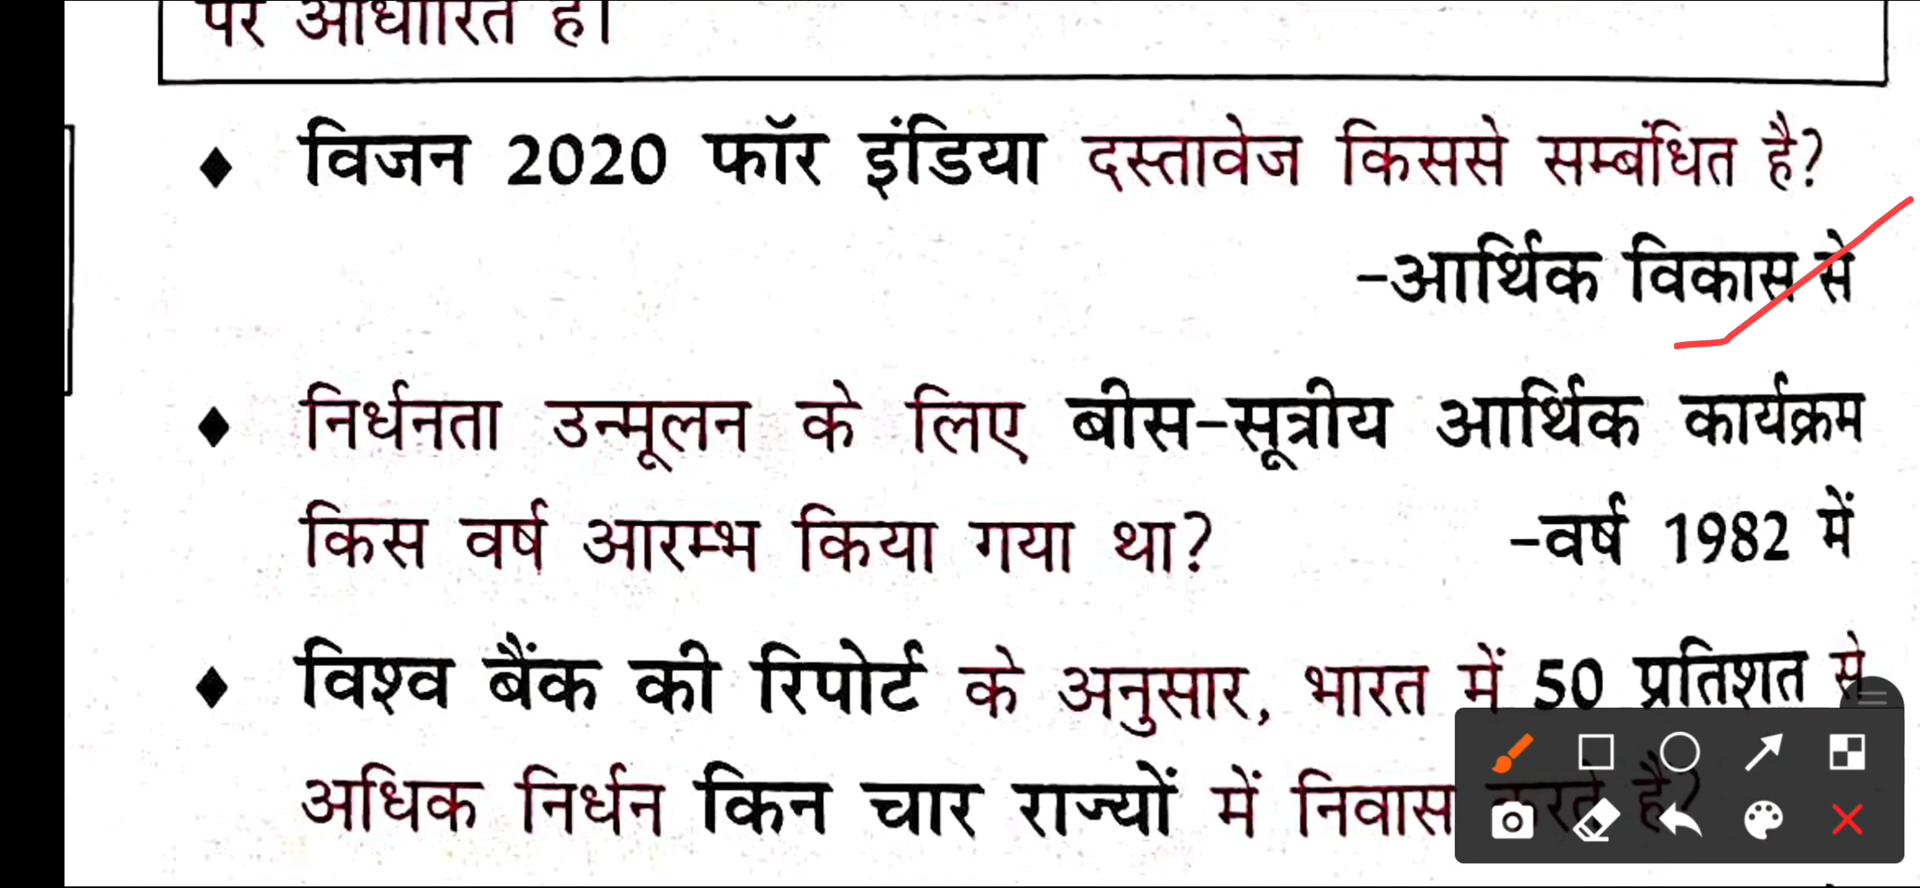 पर आधारित है।
♦ विजन 2020 फॉर इंडिया दस्तावेज किससे सम्बंधित है?
-आर्थिक विकास से
♦ निर्धनता उन्मूलन के लिए बीस-सूत्रीय आर्थिक कार्यक्रम
किस वर्ष आरम्भ किया गया था? -वर्ष 1982 में
♦ विश्व बैंक की रिपोर्ट के अनुसार, भारत में 50 प्रतिशत से
अधिक निर्धन किन चार राज्यों में निवास करते हैं?